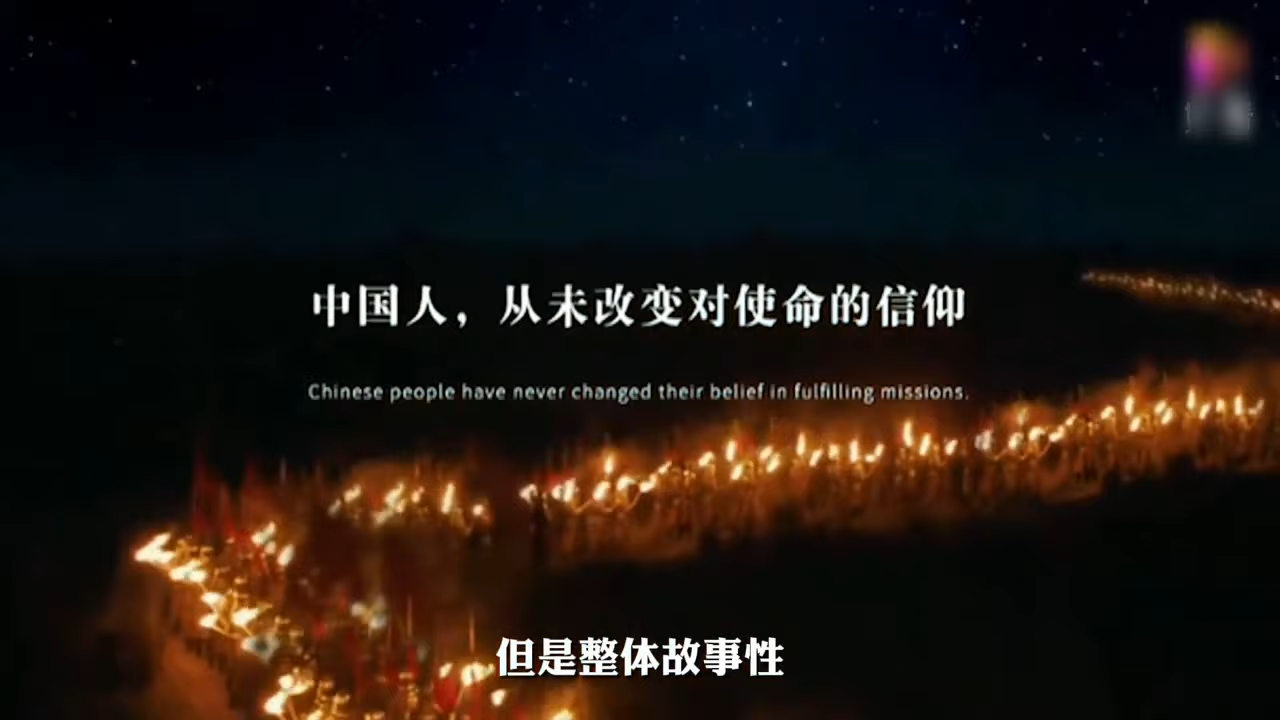 中国人，从未改变对使命的信仰
Chinese people have never changed their belief in fulfilling missions.
但是整体故事性